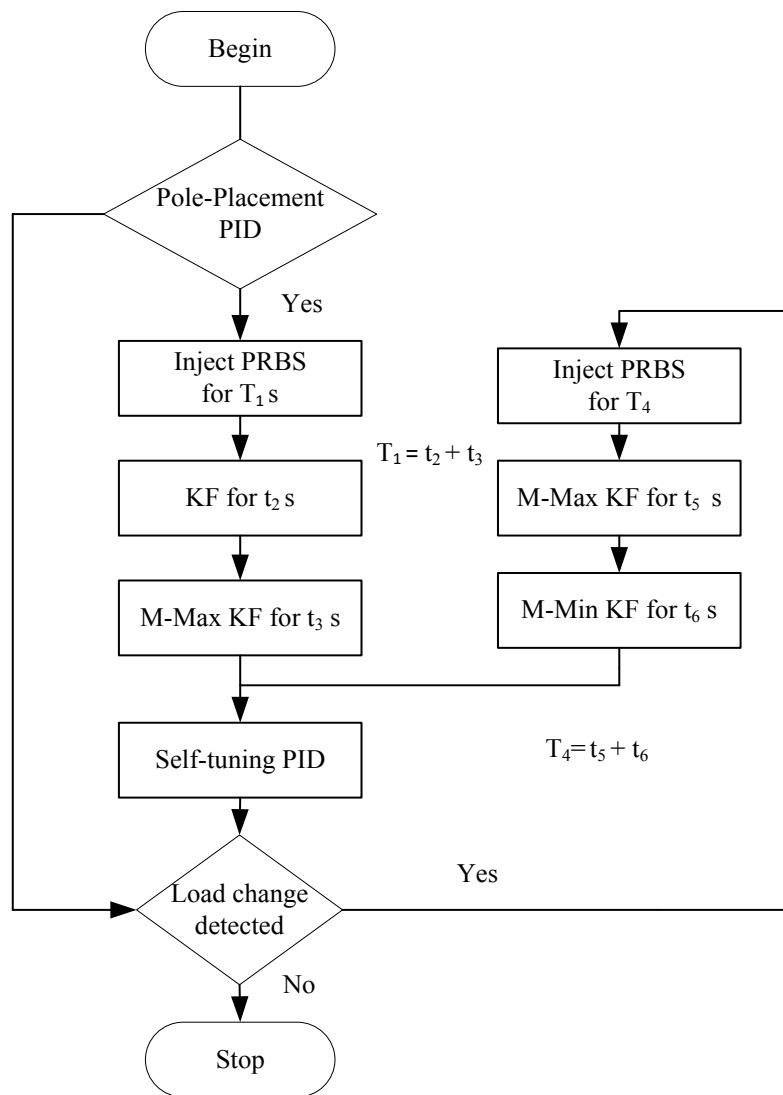 Begin
Pole-Placement
PID
Yes
Inject PRBS
for T₁ s
T₁ = t₂ + t₃
KF for t₂ s
M-Max KF for t₃ s
Inject PRBS
for T₄
M-Max KF for t₅ s
M-Min KF for t₆ s
Self-tuning PID
T₄= t₅ + t₆
Load change
detected
Yes
No
Stop